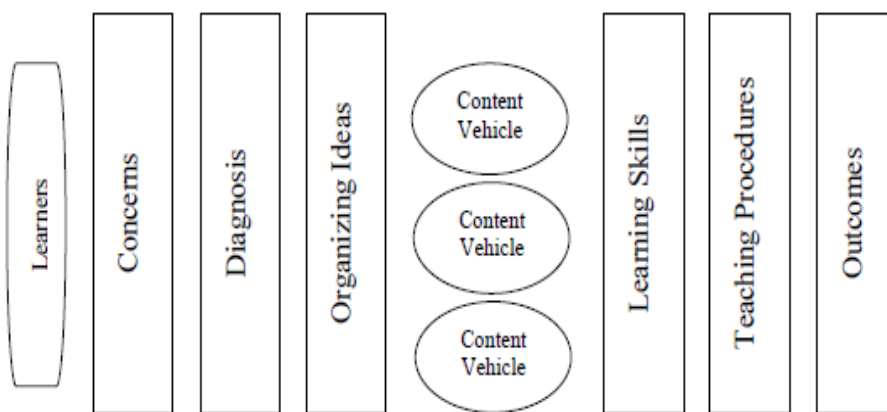 Learners
Concerns
Diagnosis
Organizing Ideas
Content
Vehicle
Content
Vehicle
Content
Vehicle
Learning Skills
Teaching Procedures
Outcomes